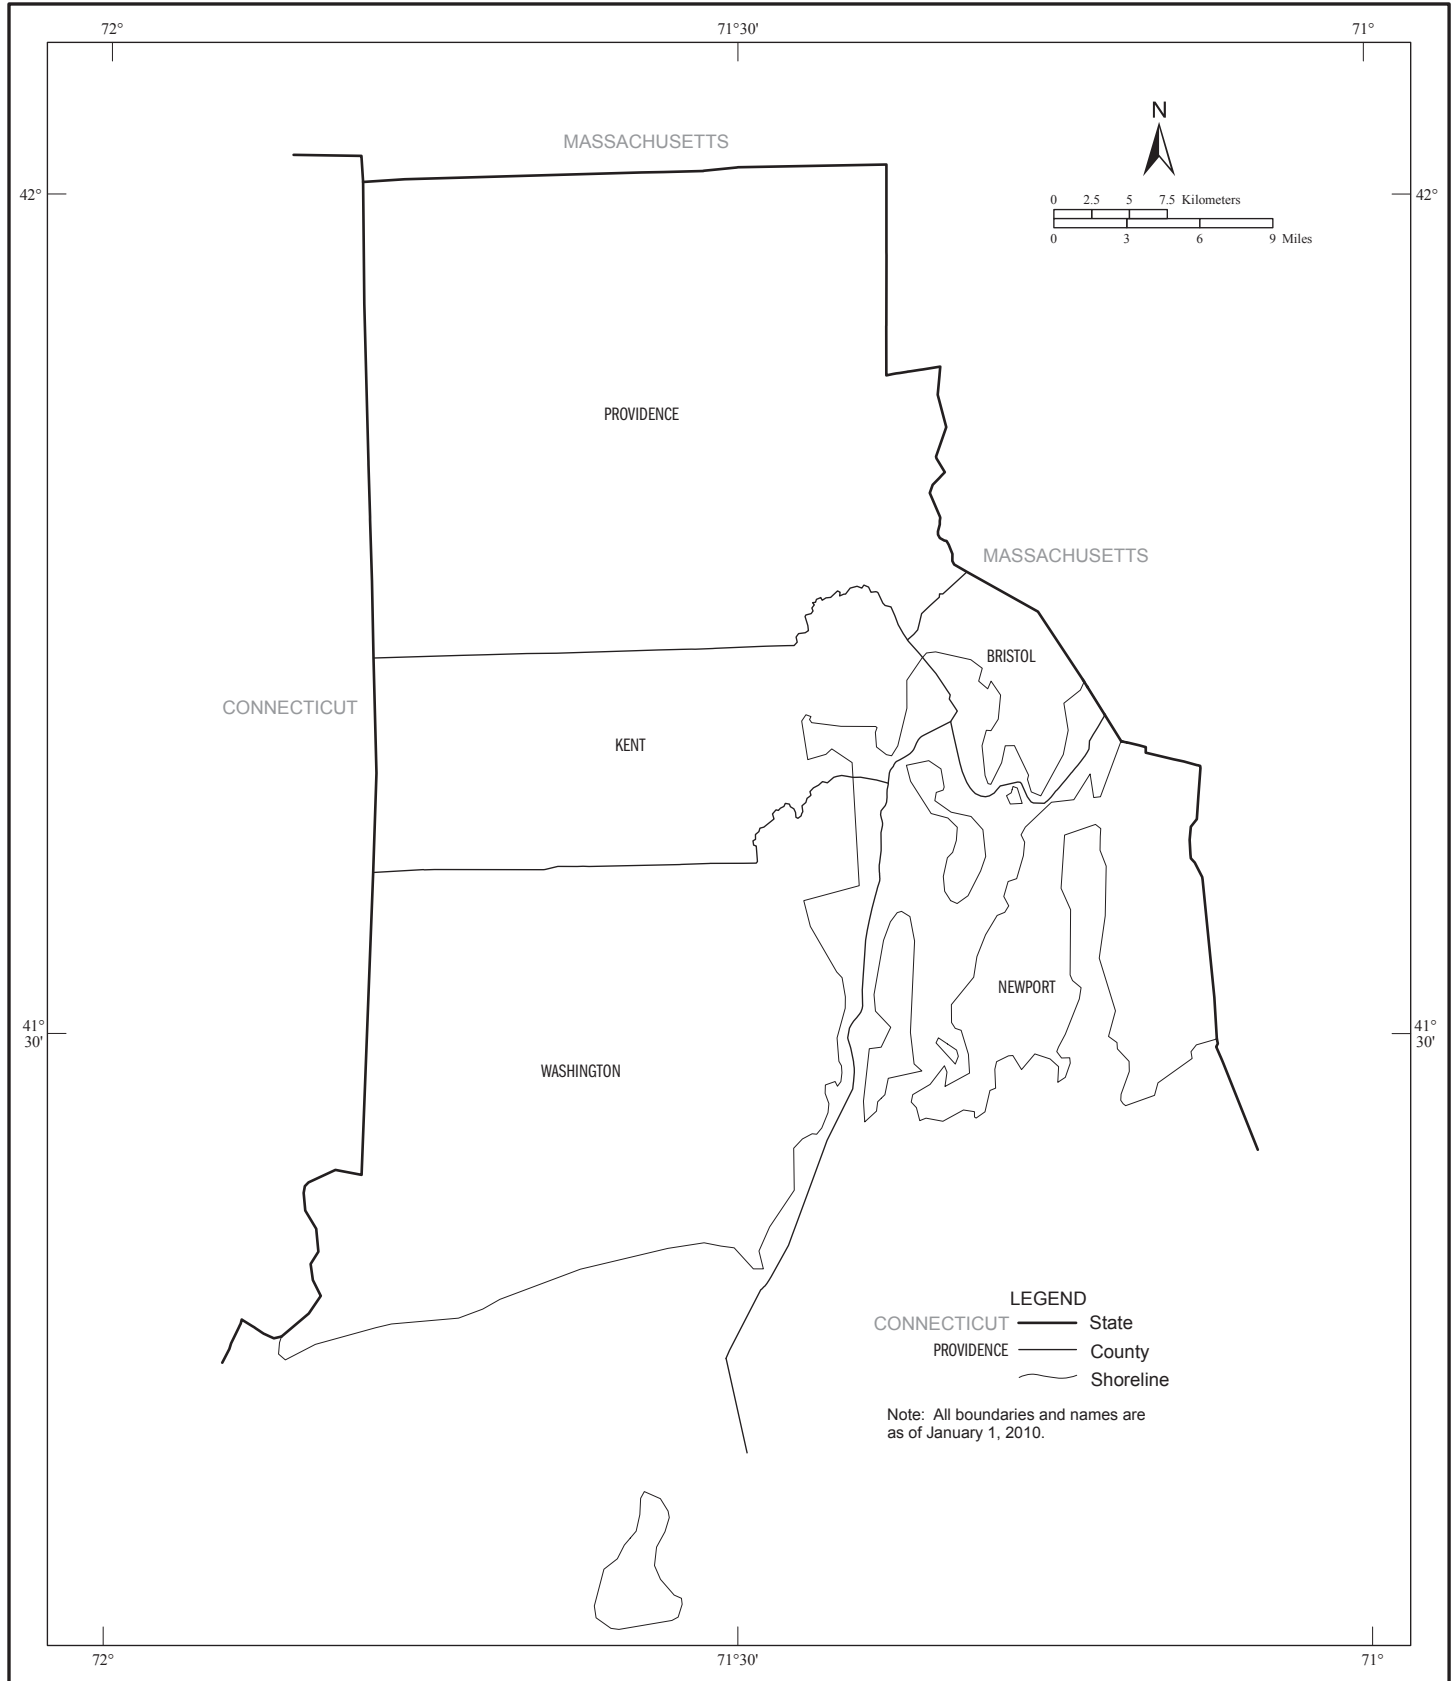 72° 71°30' 71°
N
MASSACHUSETTS
42° 42°
0 2.5 5 7.5 Kilometers
0 3 6 9 Miles
PROVIDENCE
MASSACHUSETTS
BRISTOL
CONNECTICUT
KENT
NEWPORT
41° 41°
30' 30'
WASHINGTON
LEGEND
CONNECTICUT State
PROVIDENCE County
Shoreline
Note: All boundaries and names are
as of January 1, 2010.
72° 71°30' 71°